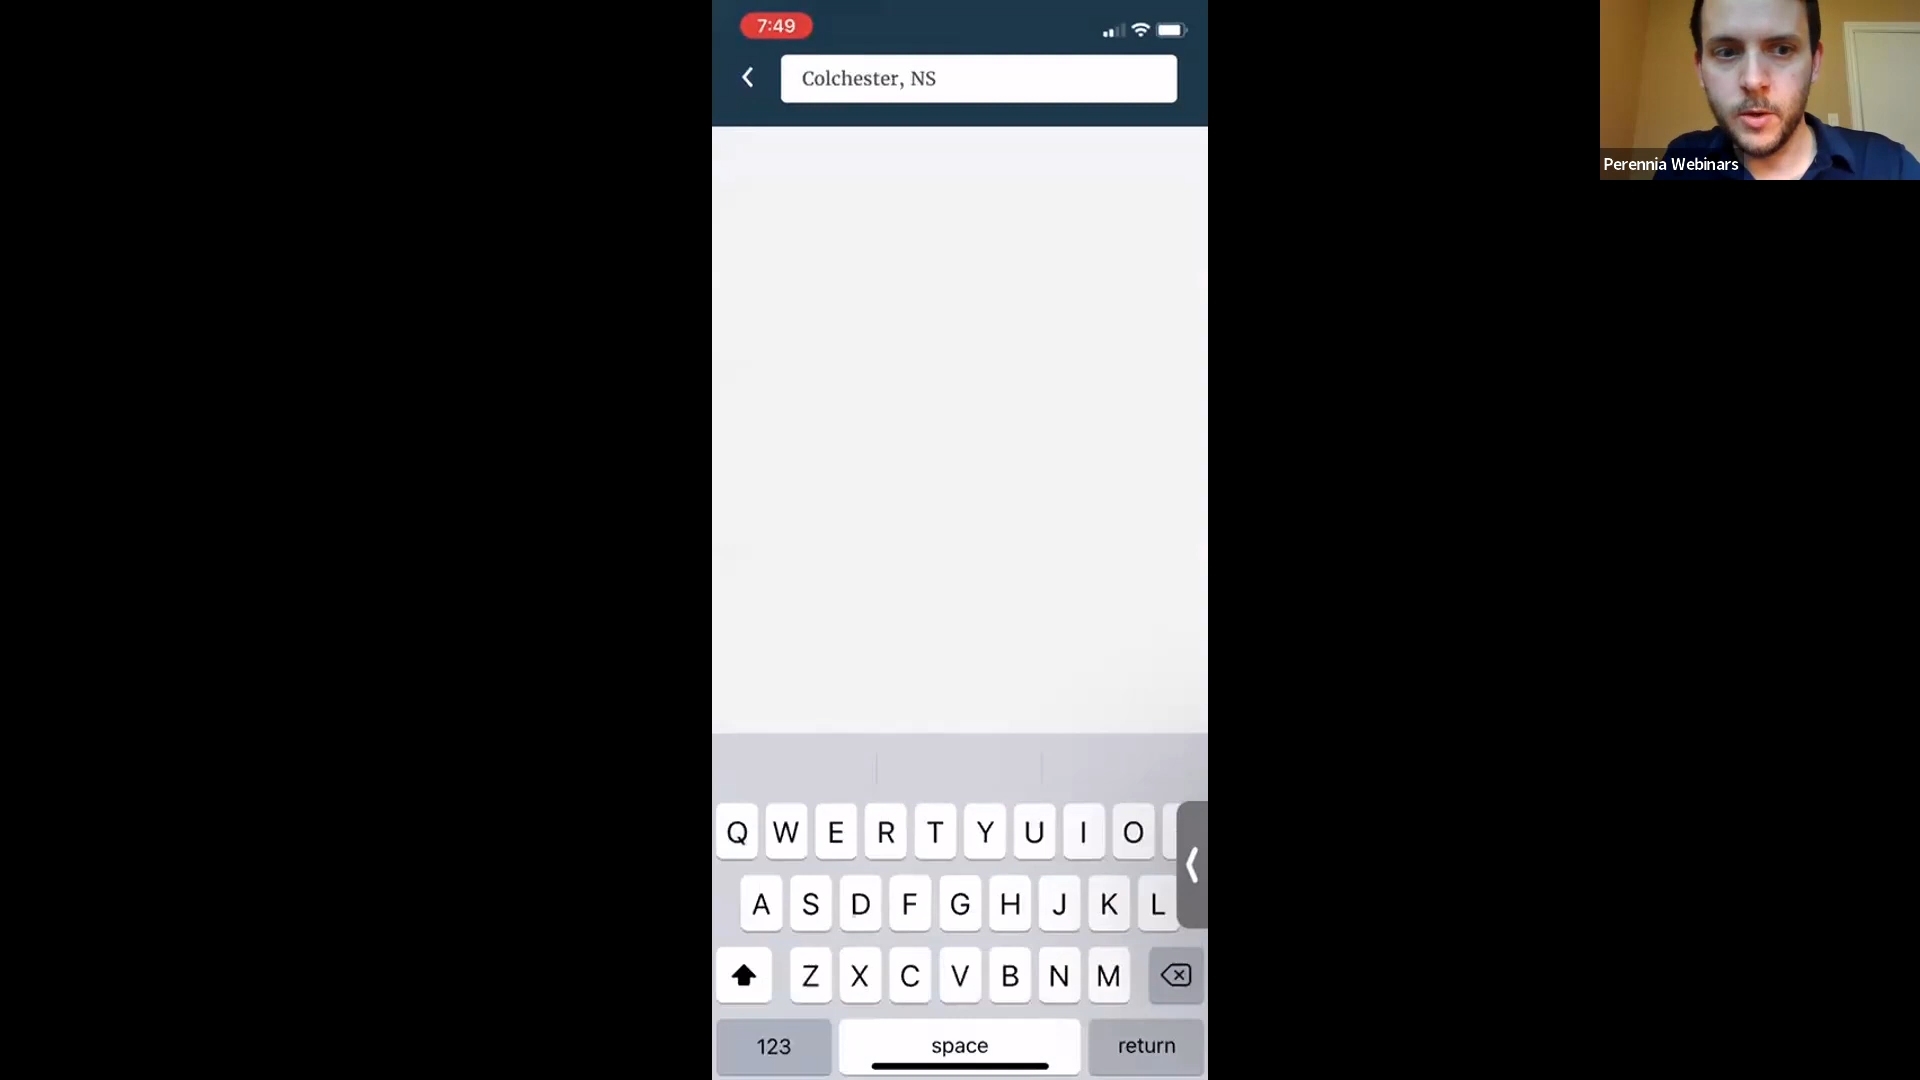 7:49
Colchester, NS
Perennia Webinars
Q W E R T Y U I O
A S D F G H J K L
Z X C V B N M
123 space return